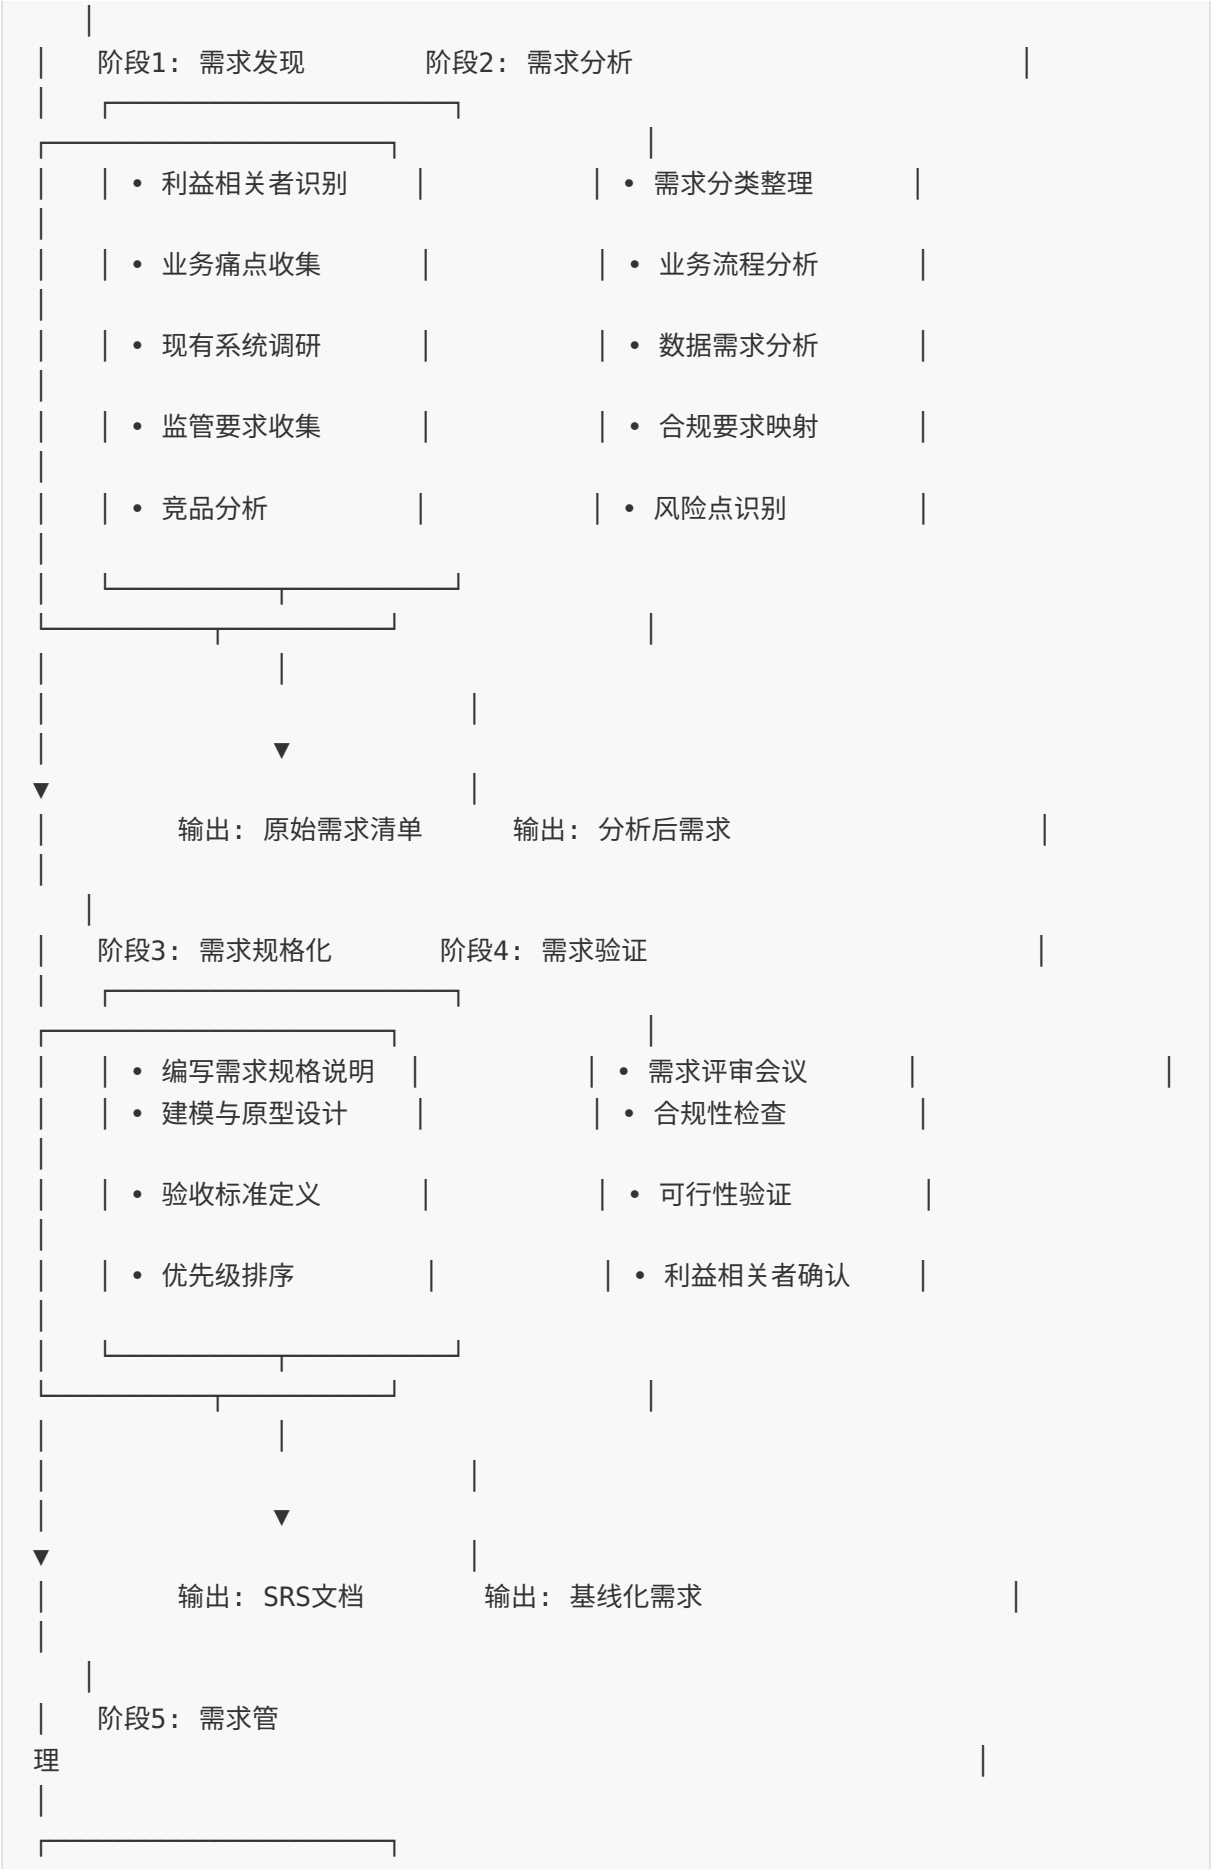 │
│ 阶段1: 需求发现 阶段2: 需求分析 │
│ ┌─────────────────────┐
┌─────────────────────┐ │
│ │ • 利益相关者识别 │ │ • 需求分类整理 │
│
│ │ • 业务痛点收集 │ │ • 业务流程分析 │
│
│ │ • 现有系统调研 │ │ • 数据需求分析 │
│
│ │ • 监管要求收集 │ │ • 合规要求映射 │
│
│ │ • 竞品分析 │ │ • 风险点识别 │
│
│ └──────────┬──────────┘
└──────────┬──────────┘ │
│ │
│ │
│ ▼
▼ │
│ 输出: 原始需求清单 输出: 分析后需求 │
│
│
│ 阶段3: 需求规格化 阶段4: 需求验证 │
│ ┌─────────────────────┐
┌─────────────────────┐ │
│ │ • 编写需求规格说明 │ │ • 需求评审会议 │ │
│ │ • 建模与原型设计 │ │ • 合规性检查 │
│
│ │ • 验收标准定义 │ │ • 可行性验证 │
│
│ │ • 优先级排序 │ │ • 利益相关者确认 │
│
│ └──────────┬──────────┘
└──────────┬──────────┘ │
│ │
│ │
│ ▼
▼ │
│ 输出: SRS文档 输出: 基线化需求 │
│
│
│ 阶段5: 需求管
理 │
│
┌─────────────────────┐